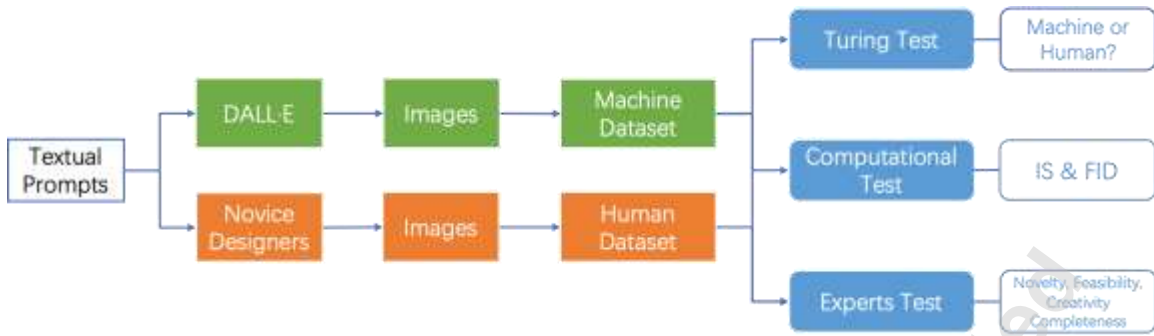 Textual
Prompts
DALL·E
Images
Machine
Dataset
Novice
Designers
Images
Human
Dataset
Turing Test
Machine or
Human?
Computational
Test
IS & FID
Experts Test
Novelty, Feasibility,
Creativity
Completeness
ed